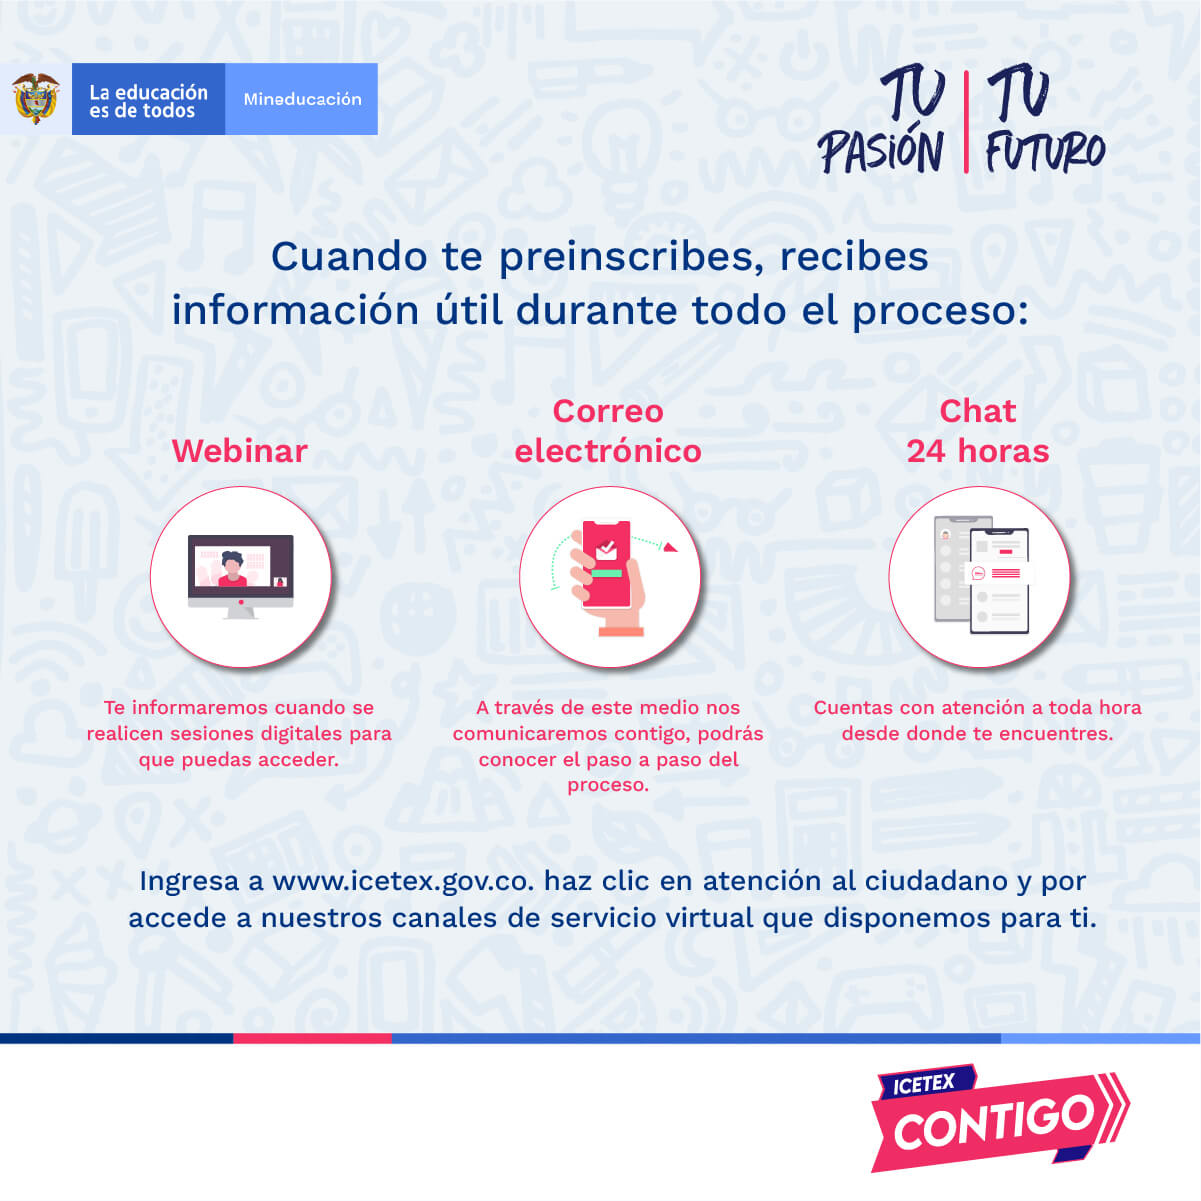 La educación
es de todos
Mineducación
TU
PASIÓN
TU
FUTURO
Cuando te preinscribes, recibes
información útil durante todo el proceso:
Webinar
Te informaremos cuando se
realicen sesiones digitales para
que puedas acceder.
Correo
electrónico
A través de este medio nos
comunicaremos contigo, podrás
conocer el paso a paso del
proceso.
Chat
24 horas
Cuentas con atención a toda hora
desde donde te encuentres.
Ingresa a www.icetex.gov.co. haz clic en atención al ciudadano y por
accede a nuestros canales de servicio virtual que disponemos para ti.
ICETEX
CONTIGO